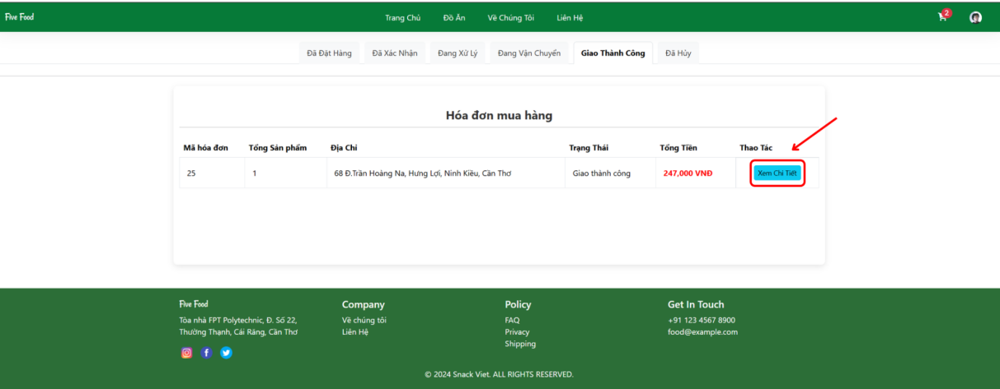 Five Food
Trang Chủ Đồ Ăn Về Chúng Tôi Liên Hệ
2
Đã Đặt Hàng Đã Xác Nhận Đang Xử Lý Đang Vận Chuyển Giao Thành Công Đã Hủy
Hóa đơn mua hàng
Mã hóa đơn Tổng Sản phẩm Địa Chỉ Trạng Thái Tổng Tiền Thao Tác
25 1 68 Đ.Trần Hoàng Na, Hưng Lợi, Ninh Kiều, Cần Thơ Giao thành công 247,000 VNĐ Xem Chi Tiết
Five Food
Tòa nhà FPT Polytechnic, Đ. Số 22,
Thường Thạnh, Cái Răng, Cần Thơ
Company
Về chúng tôi
Liên Hệ
Policy
FAQ
Privacy
Shipping
Get In Touch
+91 123 4567 8900
food@example.com
© 2024 Snack Viet. ALL RIGHTS RESERVED.